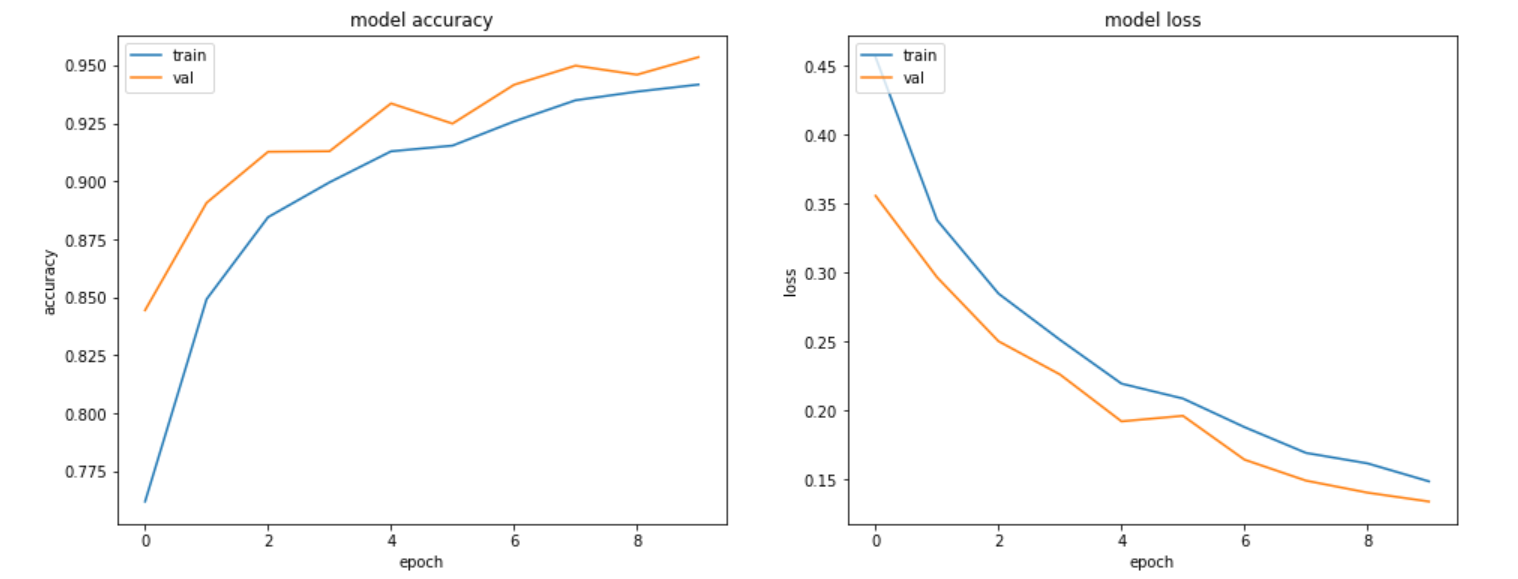 model accuracy
train
val
0.950
0.925
0.900
0.875
0.850
0.825
0.800
0.775
accuracy
0 2 4 6 8
epoch
model loss
train
val
0.45
0.40
0.35
0.30
0.25
0.20
0.15
loss
0 2 4 6 8
epoch